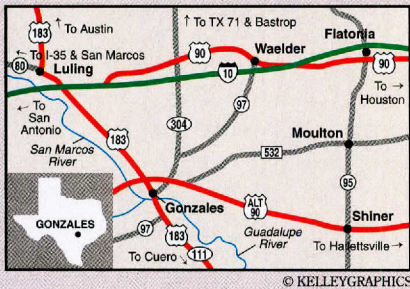 183
↑ To Austin
↑ To TX 71 & Bastrop
Flatonia
← To I-35 & San Marcos
90
Waelder
80
Luling
10
90
To →
Houston
← To
San
Antonio
97
304
183
Moulton
San Marcos
River
532
95
GONZALES
Gonzales
ALT
90
Shiner
97
183
Guadalupe
River
To Hallettsville →
To Cuero ↘
111
© KELLEYGRAPHICS